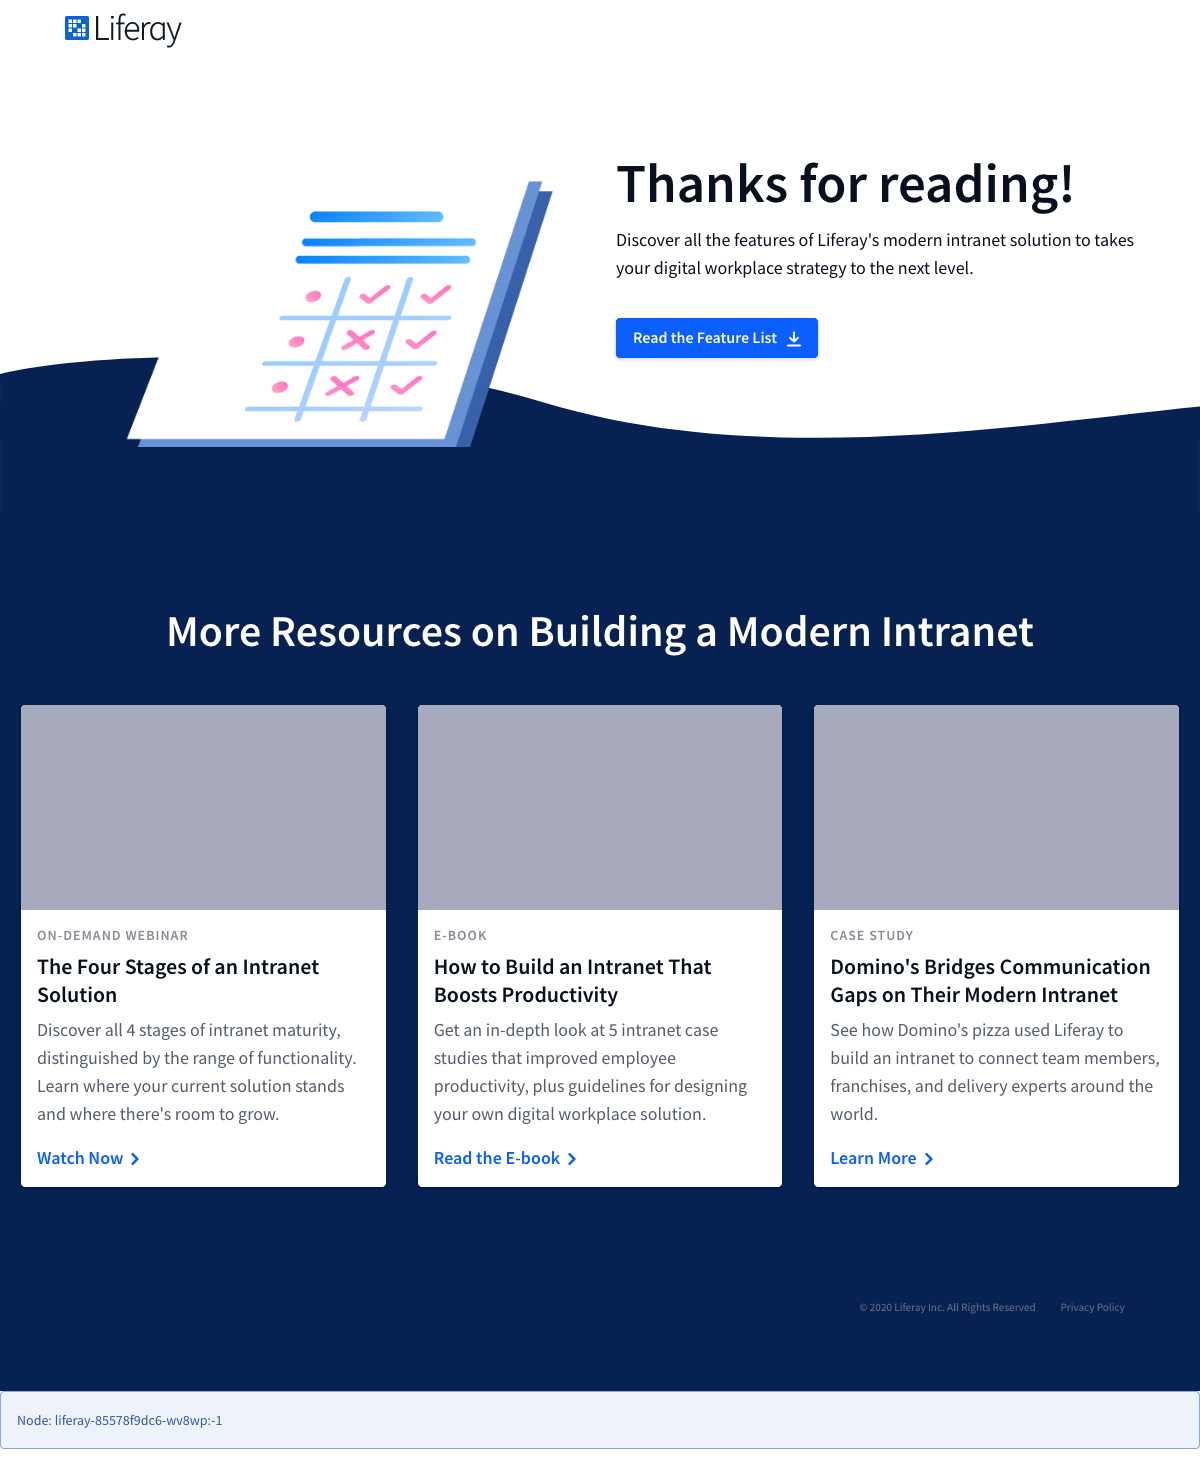 Liferay
Thanks for reading!
Discover all the features of Liferay's modern intranet solution to takes
your digital workplace strategy to the next level.
Read the Feature List
More Resources on Building a Modern Intranet
ON-DEMAND WEBINAR
The Four Stages of an Intranet
Solution
Discover all 4 stages of intranet maturity,
distinguished by the range of functionality.
Learn where your current solution stands
and where there's room to grow.
Watch Now
E-BOOK
How to Build an Intranet That
Boosts Productivity
Get an in-depth look at 5 intranet case
studies that improved employee
productivity, plus guidelines for designing
your own digital workplace solution.
Read the E-book
CASE STUDY
Domino's Bridges Communication
Gaps on Their Modern Intranet
See how Domino's pizza used Liferay to
build an intranet to connect team members,
franchises, and delivery experts around the
world.
Learn More
© 2020 Liferay Inc. All Rights Reserved Privacy Policy
Node: liferay-85578f9dc6-wv8wp:-1